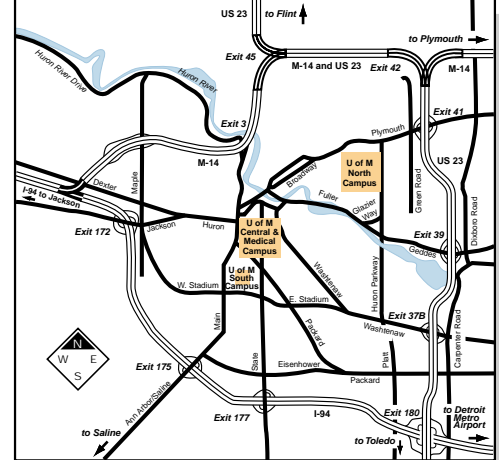 US 23
to Flint
to Plymouth
Exit 45
M-14 and US 23
Exit 42
M-14
Huron River Drive
Huron River
Exit 3
Exit 41
Plymouth
U of M
North
Campus
US 23
M-14
Maple
Broadway
Green Road
Dixboro Road
I-94 to Jackson
Dexter
Fuller
Glazier
Way
Exit 172
Jackson
Huron
U of M
Central &
Medical
Campus
Exit 39
Geddes
U of M
South
Campus
Washtenaw
Huron Parkway
W. Stadium
E. Stadium
Exit 37B
Washtenaw
Main
Packard
Platt
Carpenter Road
N
W E
S
Exit 175
State
Eisenhower
Packard
Ann Arbor/Saline
Exit 177
I-94
Exit 180
to Detroit
Metro
Airport
to Saline
to Toledo